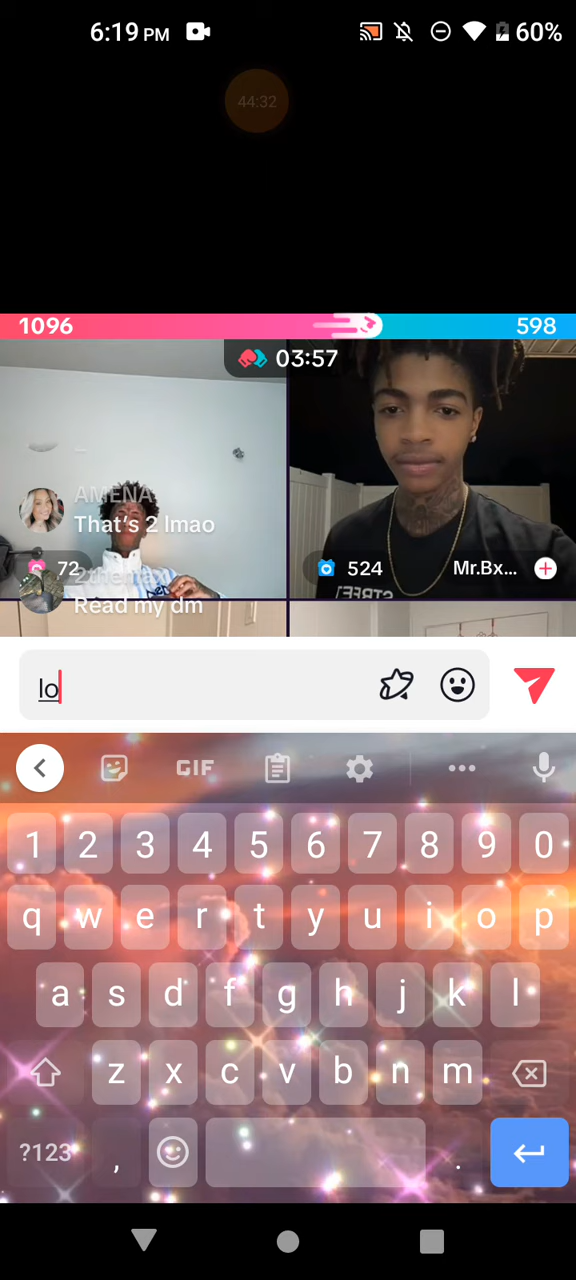 6:19 PM
60%
44:32
1096
598
03:57
AMENA
That's 2 lmao
72
524
Mr.Bx...
Read my dm
lo
GIF
1 2 3 4 5 6 7 8 9 0
q w e r t y u i o p
a s d f g h j k l
z x c v b n m
?123 , .